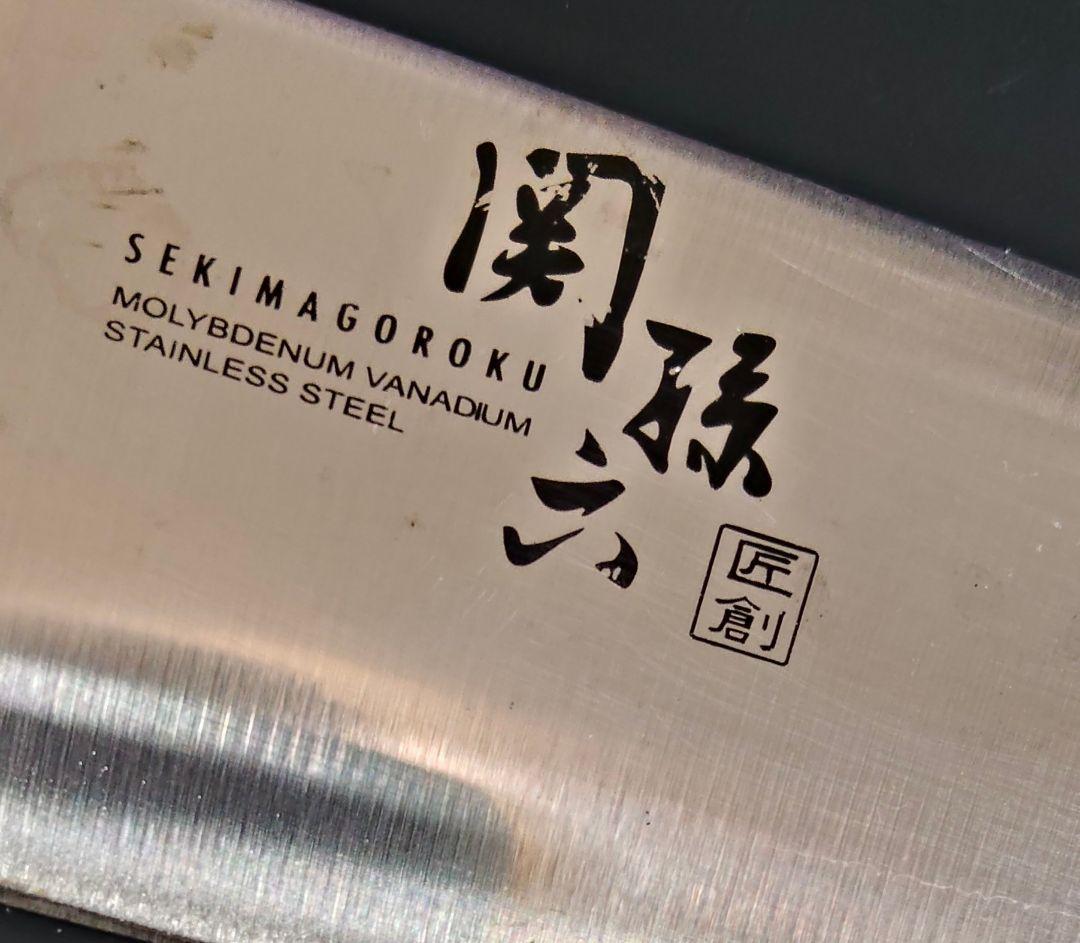 関孫六
SEKIMAGOROKU
MOLYBDENUM VANADIUM
STAINLESS STEEL
匠創